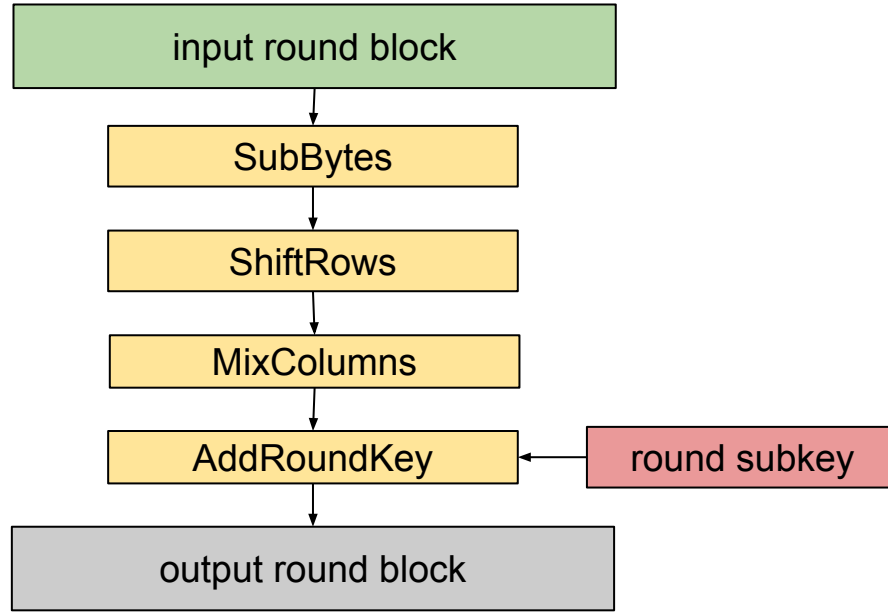 input round block
SubBytes
ShiftRows
MixColumns
AddRoundKey
round subkey
output round block